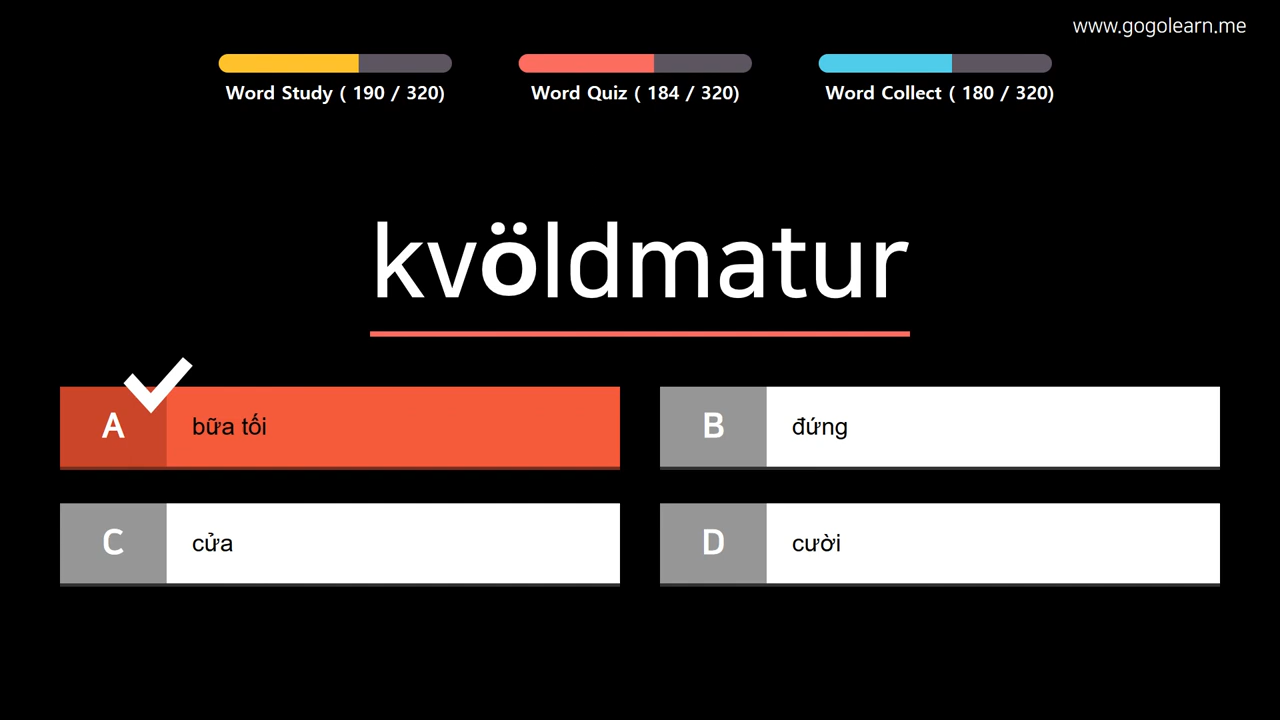 www.gogolearn.me
Word Study ( 190 / 320)
Word Quiz ( 184 / 320)
Word Collect ( 180 / 320)
kvöldmatur
A bữa tối
B đứng
C cửa
D cười